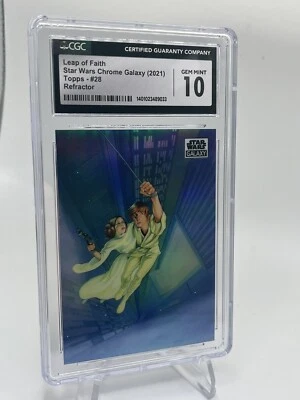 CGC
CERTIFIED GUARANTY COMPANY
Leap of Faith
Star Wars Chrome Galaxy (2021)
Topps - #28
Refractor
GEM MINT
10
1401023489033
STAR
WARS
GALAXY